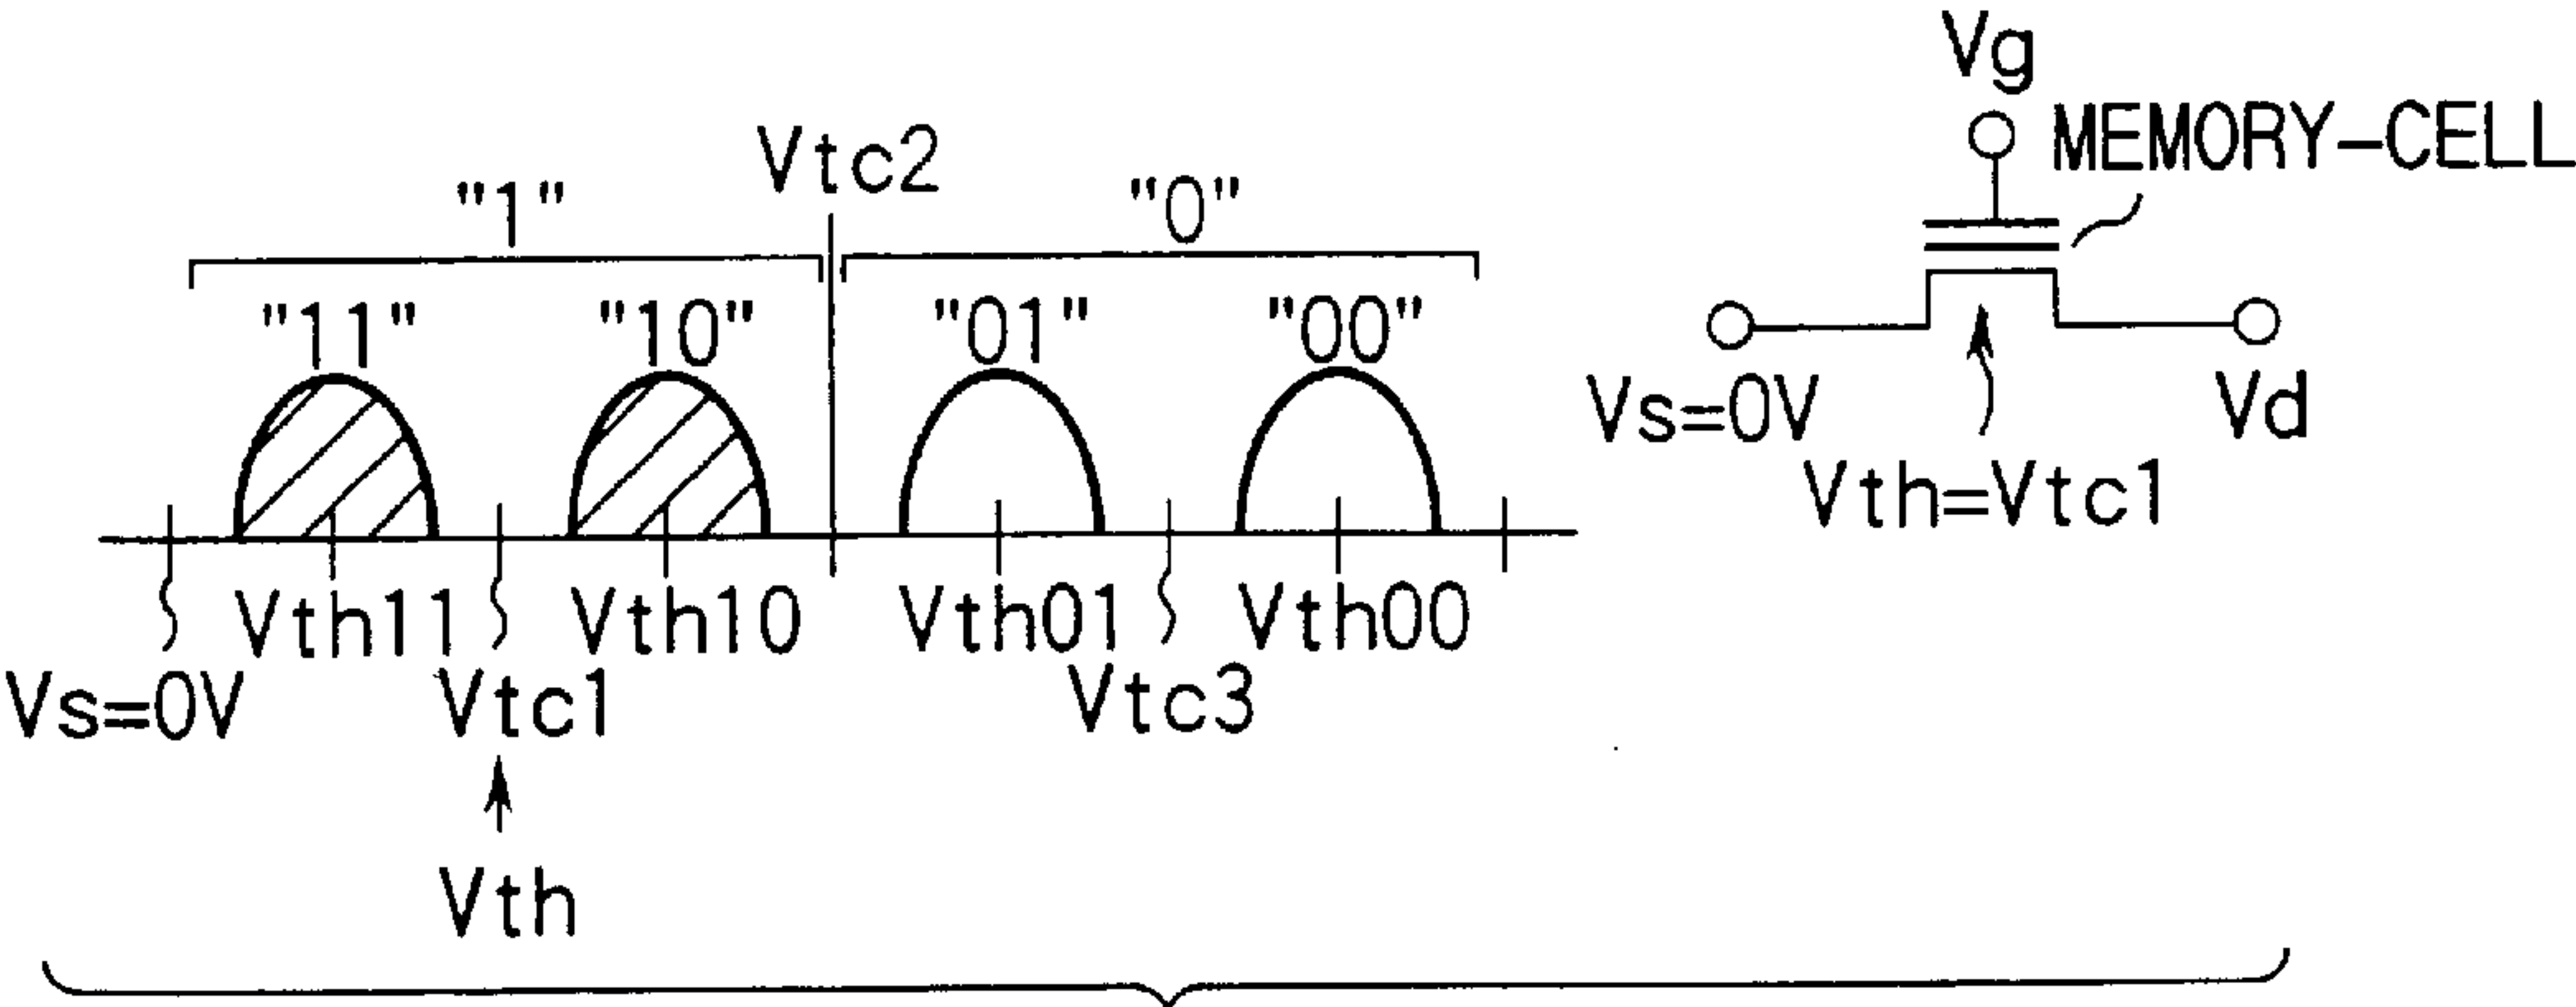 Vg
MEMORY-CELL
Vtc2
"1" "0"
"11" "10" "01" "00"
Vs=0V Vd
Vth=Vtc1
Vth11 Vth10 Vth01 Vth00
Vs=0V Vtc1 Vtc3
Vth